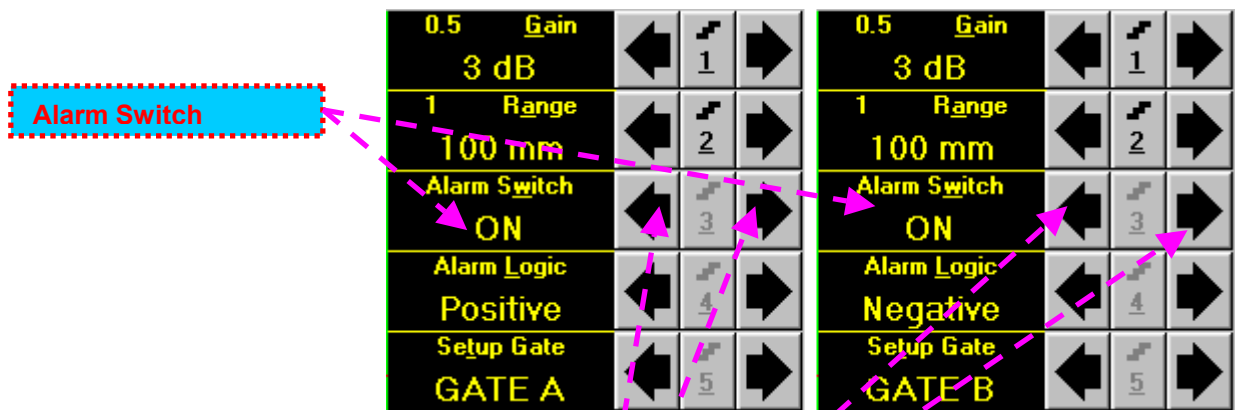 Alarm Switch
0.5 Gain
3 dB
1
1 Range
100 mm
2
Alarm Switch
ON
3
Alarm Logic
Positive
4
Setup Gate
GATE A
5
0.5 Gain
3 dB
1
1 Range
100 mm
2
Alarm Switch
ON
3
Alarm Logic
Negative
4
Setup Gate
GATE B
5